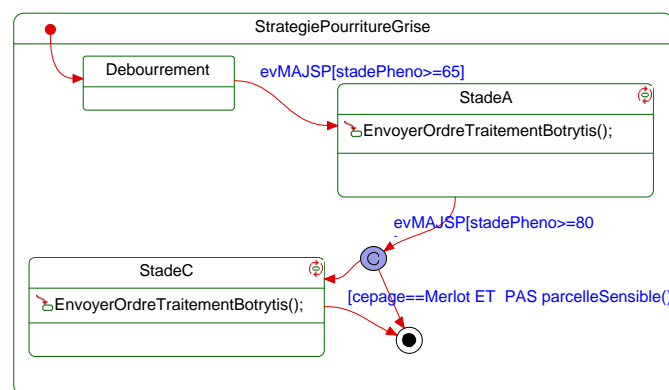 StrategiePourritureGrise
Debourrement
evMAJSP[stadePheno>=65]
StadeA
EnvoyerOrdreTraitementBotrytis();
evMAJSP[stadePheno>=80
C
StadeC
[cepage==Merlot ET PAS parcelleSensible()
EnvoyerOrdreTraitementBotrytis();